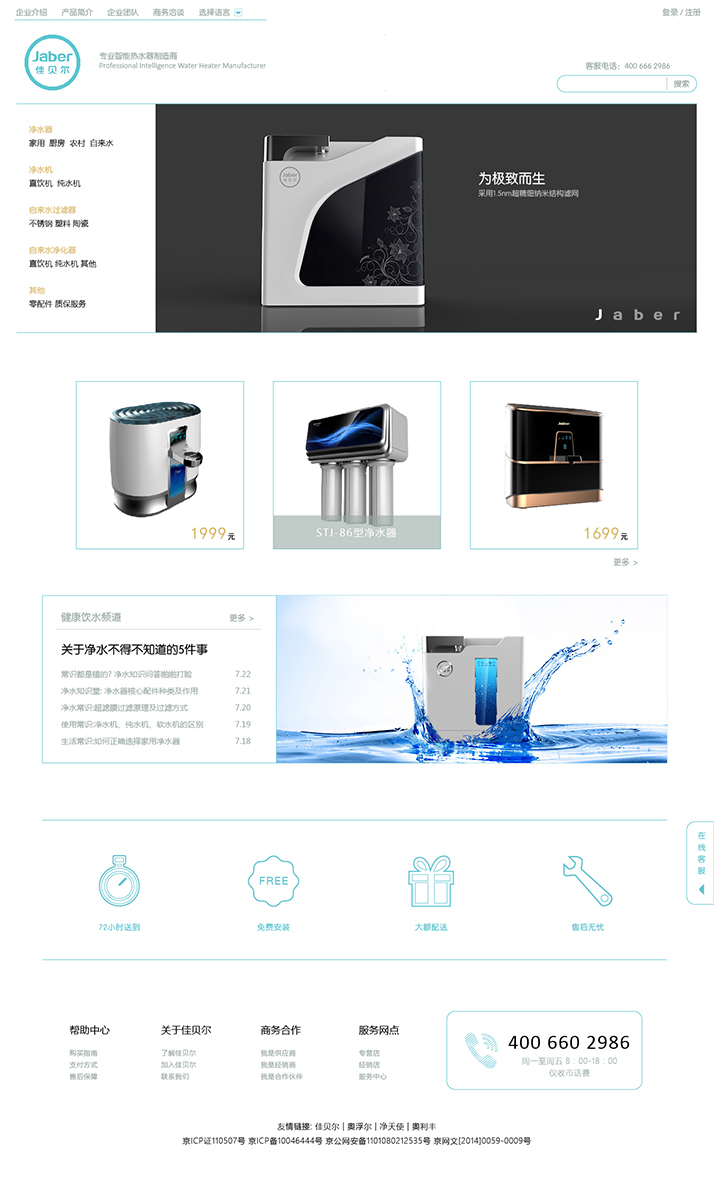 企业介绍 产品简介 企业团队 商务洽谈 选择语言
登录 / 注册
Jaber
佳贝尔
专业智能热水器制造商
Professional Intelligence Water Heater Manufacturer
客服电话: 400 666 2986
搜索
净水器
家用 厨房 农村 自来水
净水机
直饮机 纯水机
自来水过滤器
不锈钢 塑料 陶瓷
自来水净化器
直饮机 纯水机 其他
其他
零配件 质保服务
Jaber
佳贝尔
为极致而生
采用1.5nm超精细纳米结构滤网
Jaber
1999元
STJ-86型净水器
Jaber
1699元
更多 >
健康饮水频道
更多 >
关于净水不得不知道的5件事
常识都是错的? 净水知识问答啪啪打脸 7.22
净水知识堂: 净水器核心配件种类及作用 7.21
净水常识:超滤膜过滤原理及过滤方式 7.20
使用常识:净水机、纯水机、软水机的区别 7.19
生活常识:如何正确选择家用净水器 7.18
在线客服
FREE
72小时送到
免费安装
大额配送
售后无忧
帮助中心
购买指南
支付方式
售后保障
关于佳贝尔
了解佳贝尔
加入佳贝尔
联系我们
商务合作
我是供应商
我是经销商
我是合作伙伴
服务网点
专营店
经销店
服务中心
400 660 2986
周一至周五 8：00-18：00
仅收市话费
友情链接: 佳贝尔 | 奥浮尔 | 净天使 | 奥利丰
京ICP证110507号 京ICP备10046444号 京公网安备1101080212535号 京网文[2014]0059-0009号